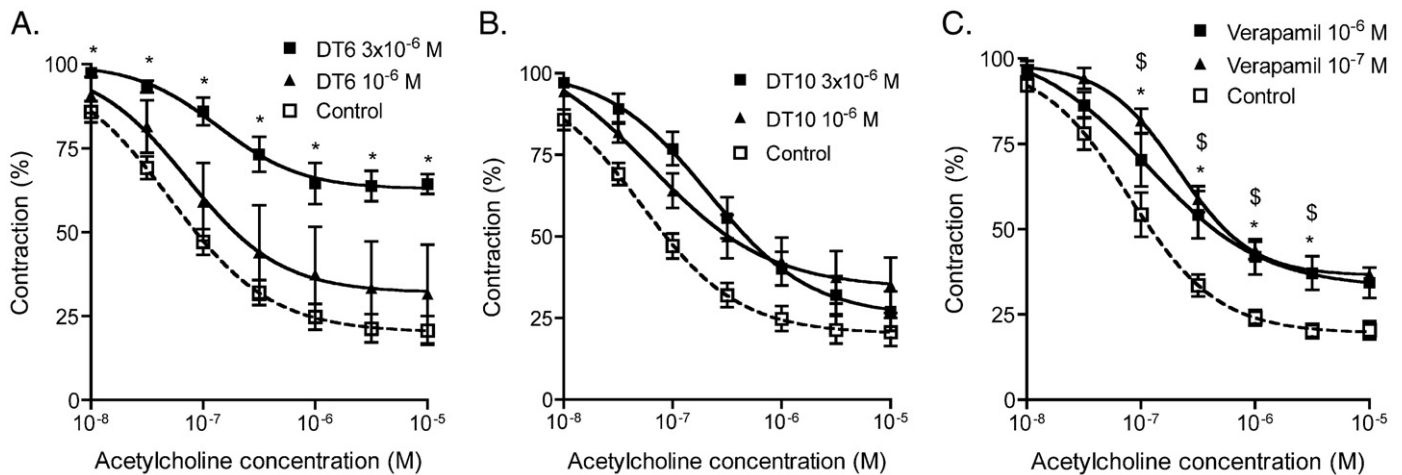 A.
DT6 3x10⁻⁶ M
DT6 10⁻⁶ M
Control
* * * * * * *
100
75
50
25
0
Contraction (%)
10⁻⁸ 10⁻⁷ 10⁻⁶ 10⁻⁵
Acetylcholine concentration (M)
B.
DT10 3x10⁻⁶ M
DT10 10⁻⁶ M
Control
100
75
50
25
0
Contraction (%)
10⁻⁸ 10⁻⁷ 10⁻⁶ 10⁻⁵
Acetylcholine concentration (M)
C.
Verapamil 10⁻⁶ M
Verapamil 10⁻⁷ M
Control
$ $ $ $
* * * *
100
75
50
25
0
Contraction (%)
10⁻⁸ 10⁻⁷ 10⁻⁶ 10⁻⁵
Acetylcholine concentration (M)